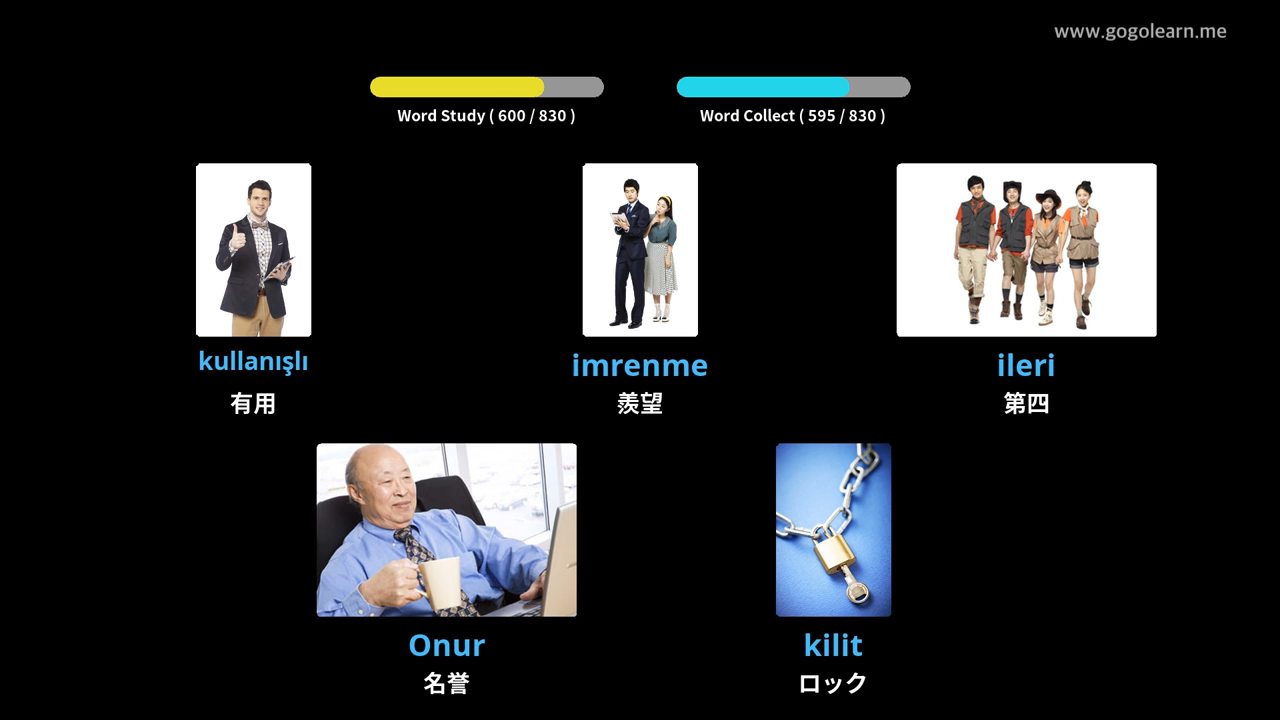 www.gogolearn.me
Word Study ( 600 / 830 )
Word Collect ( 595 / 830 )
kullanışlı
有用
imrenme
羨望
ileri
第四
Onur
名誉
kilit
ロック